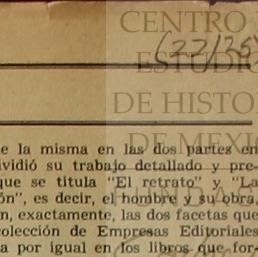 CENTRO
(22/25
ESTUDIO
DE HISTO
DE MEXI
e la misma en las dos partes en
ividió su trabajo detallado y pre-
que se titula "El retrato" y "La
ón", es decir, el hombre y su obra,
n, exactamente, las dos facetas que
colección de Empresas Editoriales
a por igual en los libros que for-